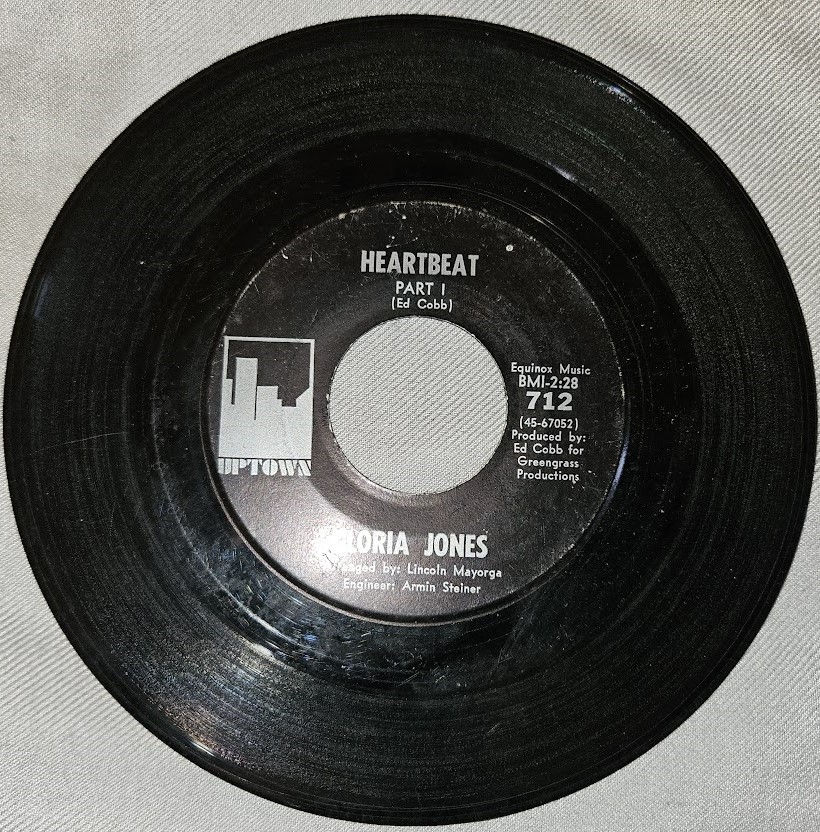 HEARTBEAT
PART I
(Ed Cobb)
UPTOWN
Equinox Music
BMI-2:28
712
(45-67052)
Produced by:
Ed Cobb for
Greengrass
Productions
GLORIA JONES
by: Lincoln Mayorga
Engineer: Armin Steiner